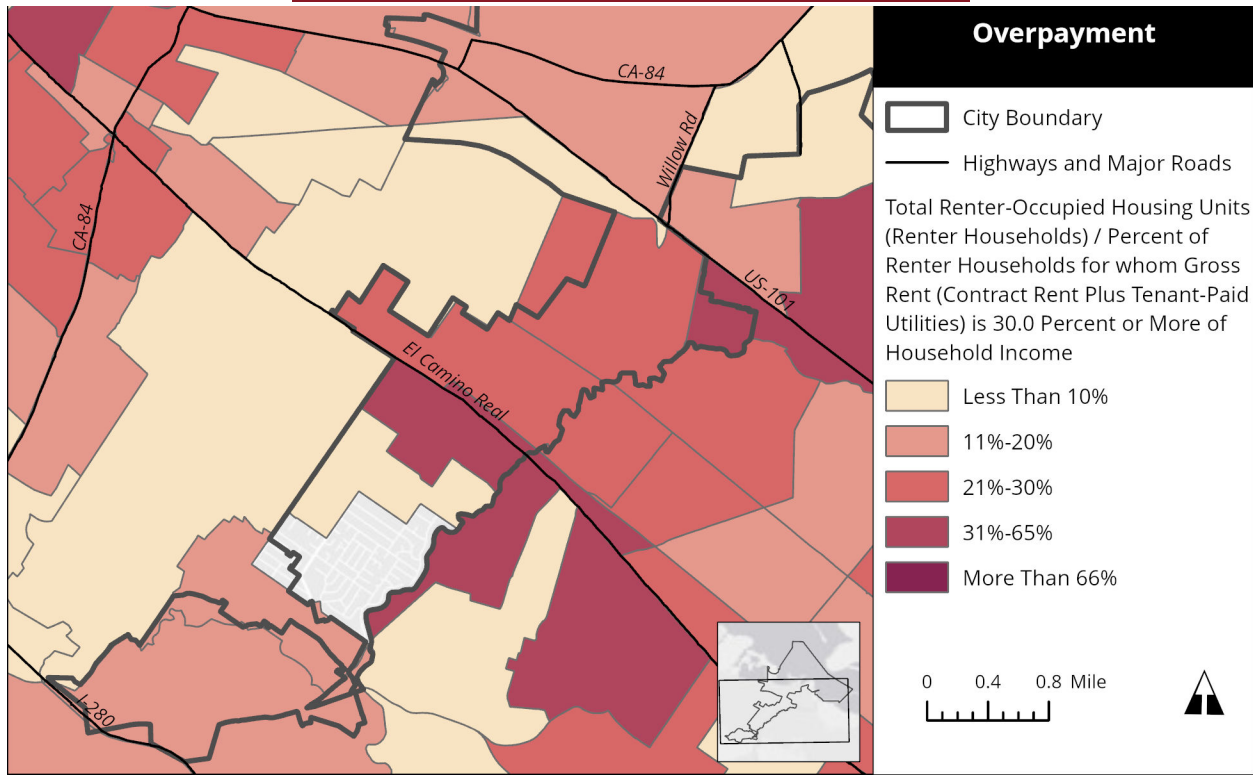 Overpayment
City Boundary
Highways and Major Roads
Total Renter-Occupied Housing Units
(Renter Households) / Percent of
Renter Households for whom Gross
Rent (Contract Rent Plus Tenant-Paid
Utilities) is 30.0 Percent or More of
Household Income
Less Than 10%
11%-20%
21%-30%
31%-65%
More Than 66%
0 0.4 0.8 Mile
CA-84
Willow Rd
CA-84
US-101
El Camino Real
I-280